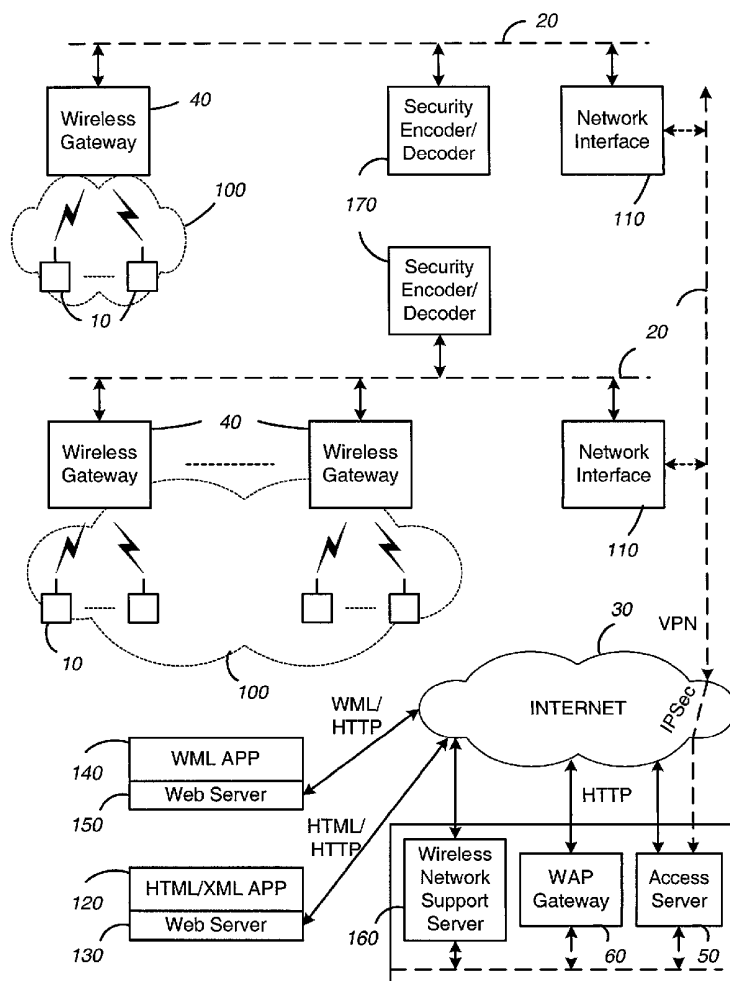 20
Wireless
Gateway
40
Security
Encoder/
Decoder
Network
Interface
110
100
170
10
Security
Encoder/
Decoder
20
20
Wireless
Gateway
40
Wireless
Gateway
Network
Interface
110
10
100
30
VPN
INTERNET
IPSec
WML/
HTTP
140
WML APP
150
Web Server
HTML/
HTTP
HTTP
120
HTML/XML APP
130
Web Server
Wireless
Network
Support
Server
160
WAP
Gateway
60
Access
Server
50